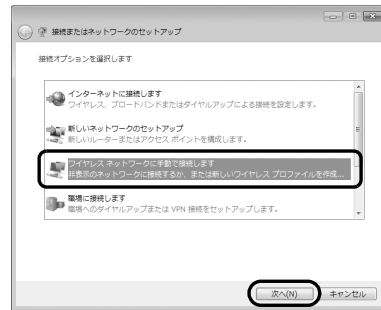 接続またはネットワークのセットアップ
接続オプションを選択します
インターネットに接続します
ワイヤレス、ブロードバンドまたはダイヤルアップによる接続を設定します。
新しいネットワークのセットアップ
新しいルーターまたはアクセス ポイントを構成します。
ワイヤレス ネットワークに手動で接続します
非表示のネットワークに接続するか、または新しいワイヤレス プロファイルを作成...
職場に接続します
職場へのダイヤルアップまたは VPN 接続をセットアップします。
次へ(N)
キャンセル